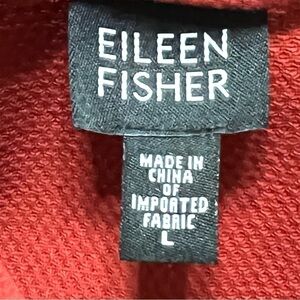 EILEEN
FISHER
MADE IN
CHINA
OF
IMPORTED
FABRIC
L